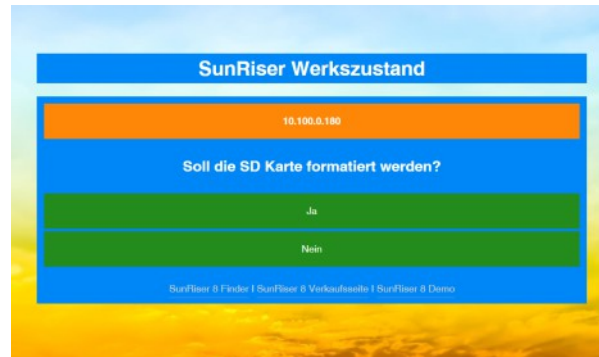 SunRiser Werkszustand
10.100.0.180
Soll die SD Karte formatiert werden?
Ja
Nein
SunRiser 8 Finder I SunRiser 8 Verkaufsseite I SunRiser 8 Demo